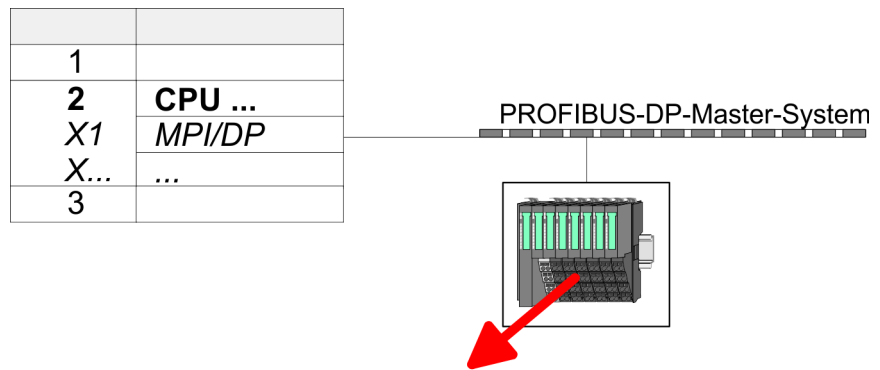 1
2 CPU ...
X1 MPI/DP
X... ...
3
PROFIBUS-DP-Master-System